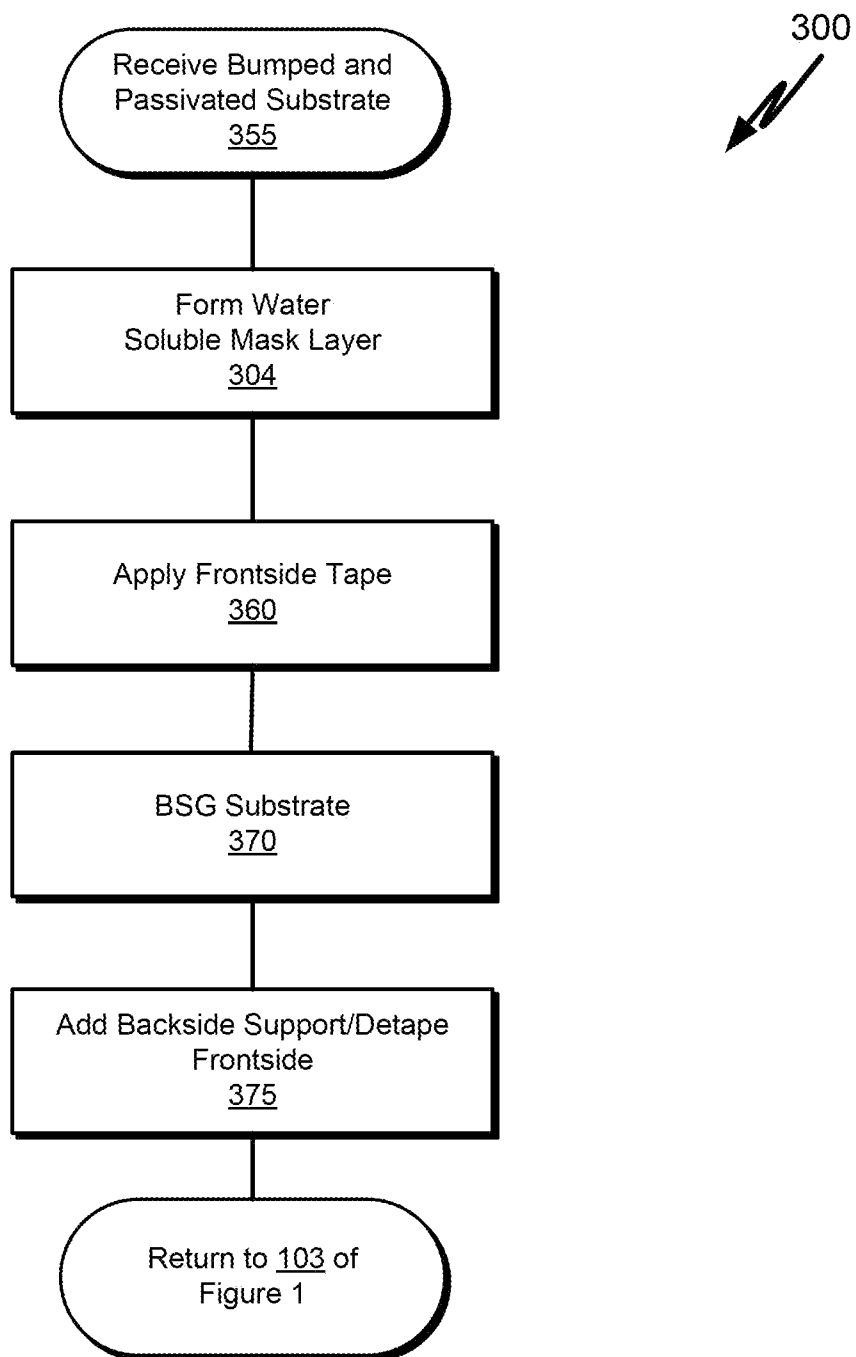 300
Receive Bumped and
Passivated Substrate
355
Form Water
Soluble Mask Layer
304
Apply Frontside Tape
360
BSG Substrate
370
Add Backside Support/Detape
Frontside
375
Return to 103 of
Figure 1